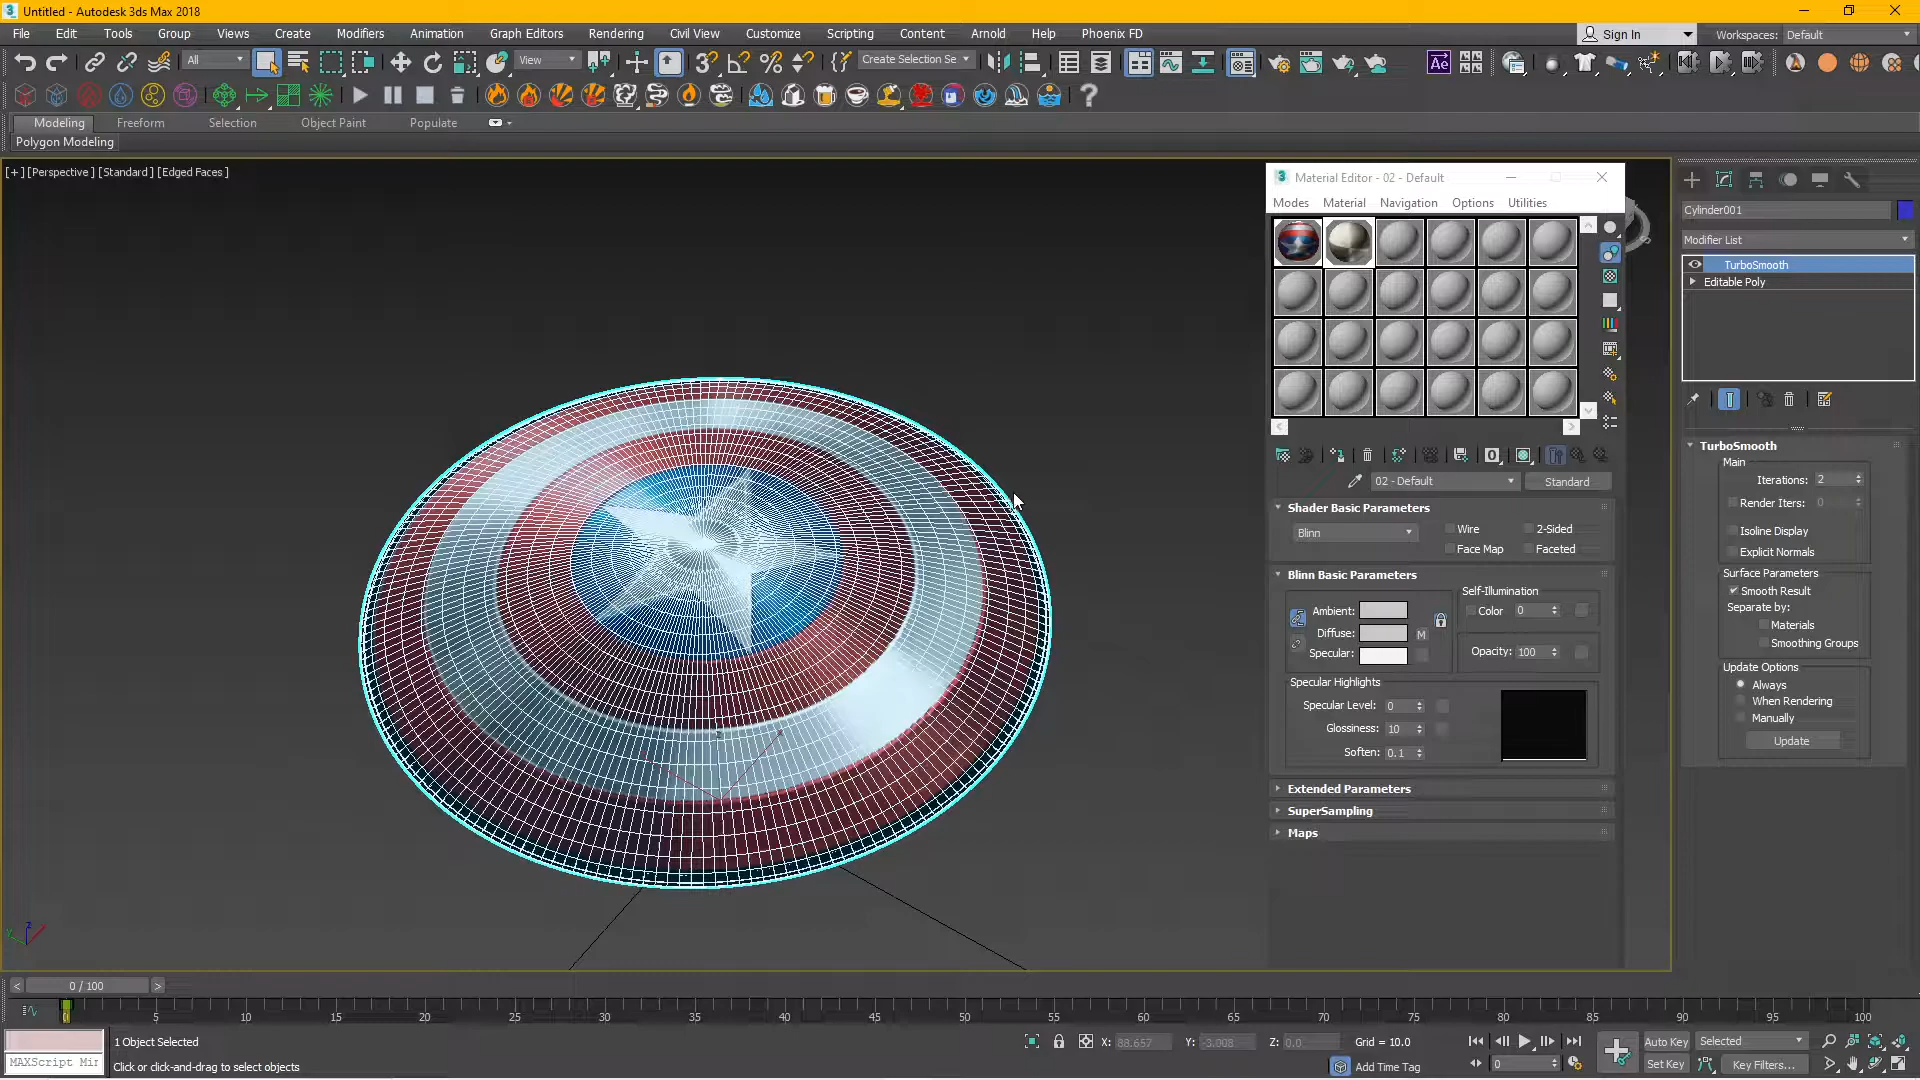 Untitled - Autodesk 3ds Max 2018
File Edit Tools Group Views Create Modifiers Animation Graph Editors Rendering Civil View Customize Scripting Content Arnold Help Phoenix FD
Sign In
Workspaces: Default
All
View
Create Selection Se
Ae
Modeling Freeform Selection Object Paint Populate
Polygon Modeling
[+] [Perspective ] [Standard ] [Edged Faces ]
Material Editor - 02 - Default
Modes Material Navigation Options Utilities
02 - Default
Standard
Shader Basic Parameters
Blinn
Wire
2-Sided
Face Map
Faceted
Blinn Basic Parameters
Self-Illumination
Ambient:
Color 0
Diffuse:
M
Specular:
Opacity: 100
Specular Highlights
Specular Level: 0
Glossiness: 10
Soften: 0.1
Extended Parameters
SuperSampling
Maps
Cylinder001
Modifier List
TurboSmooth
Editable Poly
TurboSmooth
Main
Iterations: 2
Render Iters: 0
Isoline Display
Explicit Normals
Surface Parameters
Smooth Result
Separate by:
Materials
Smoothing Groups
Update Options
Always
When Rendering
Manually
Update
0 / 100
0 5 10 15 20 25 30 35 40 45 50 55 60 65 70 75 80 85 90 95 100
1 Object Selected
X: 88.657
Y: -3.008
Z: 0.0
Grid = 10.0
Auto Key
Selected
MAXScript Mir
Click or click-and-drag to select objects
Add Time Tag
0
Set Key
Key Filters...